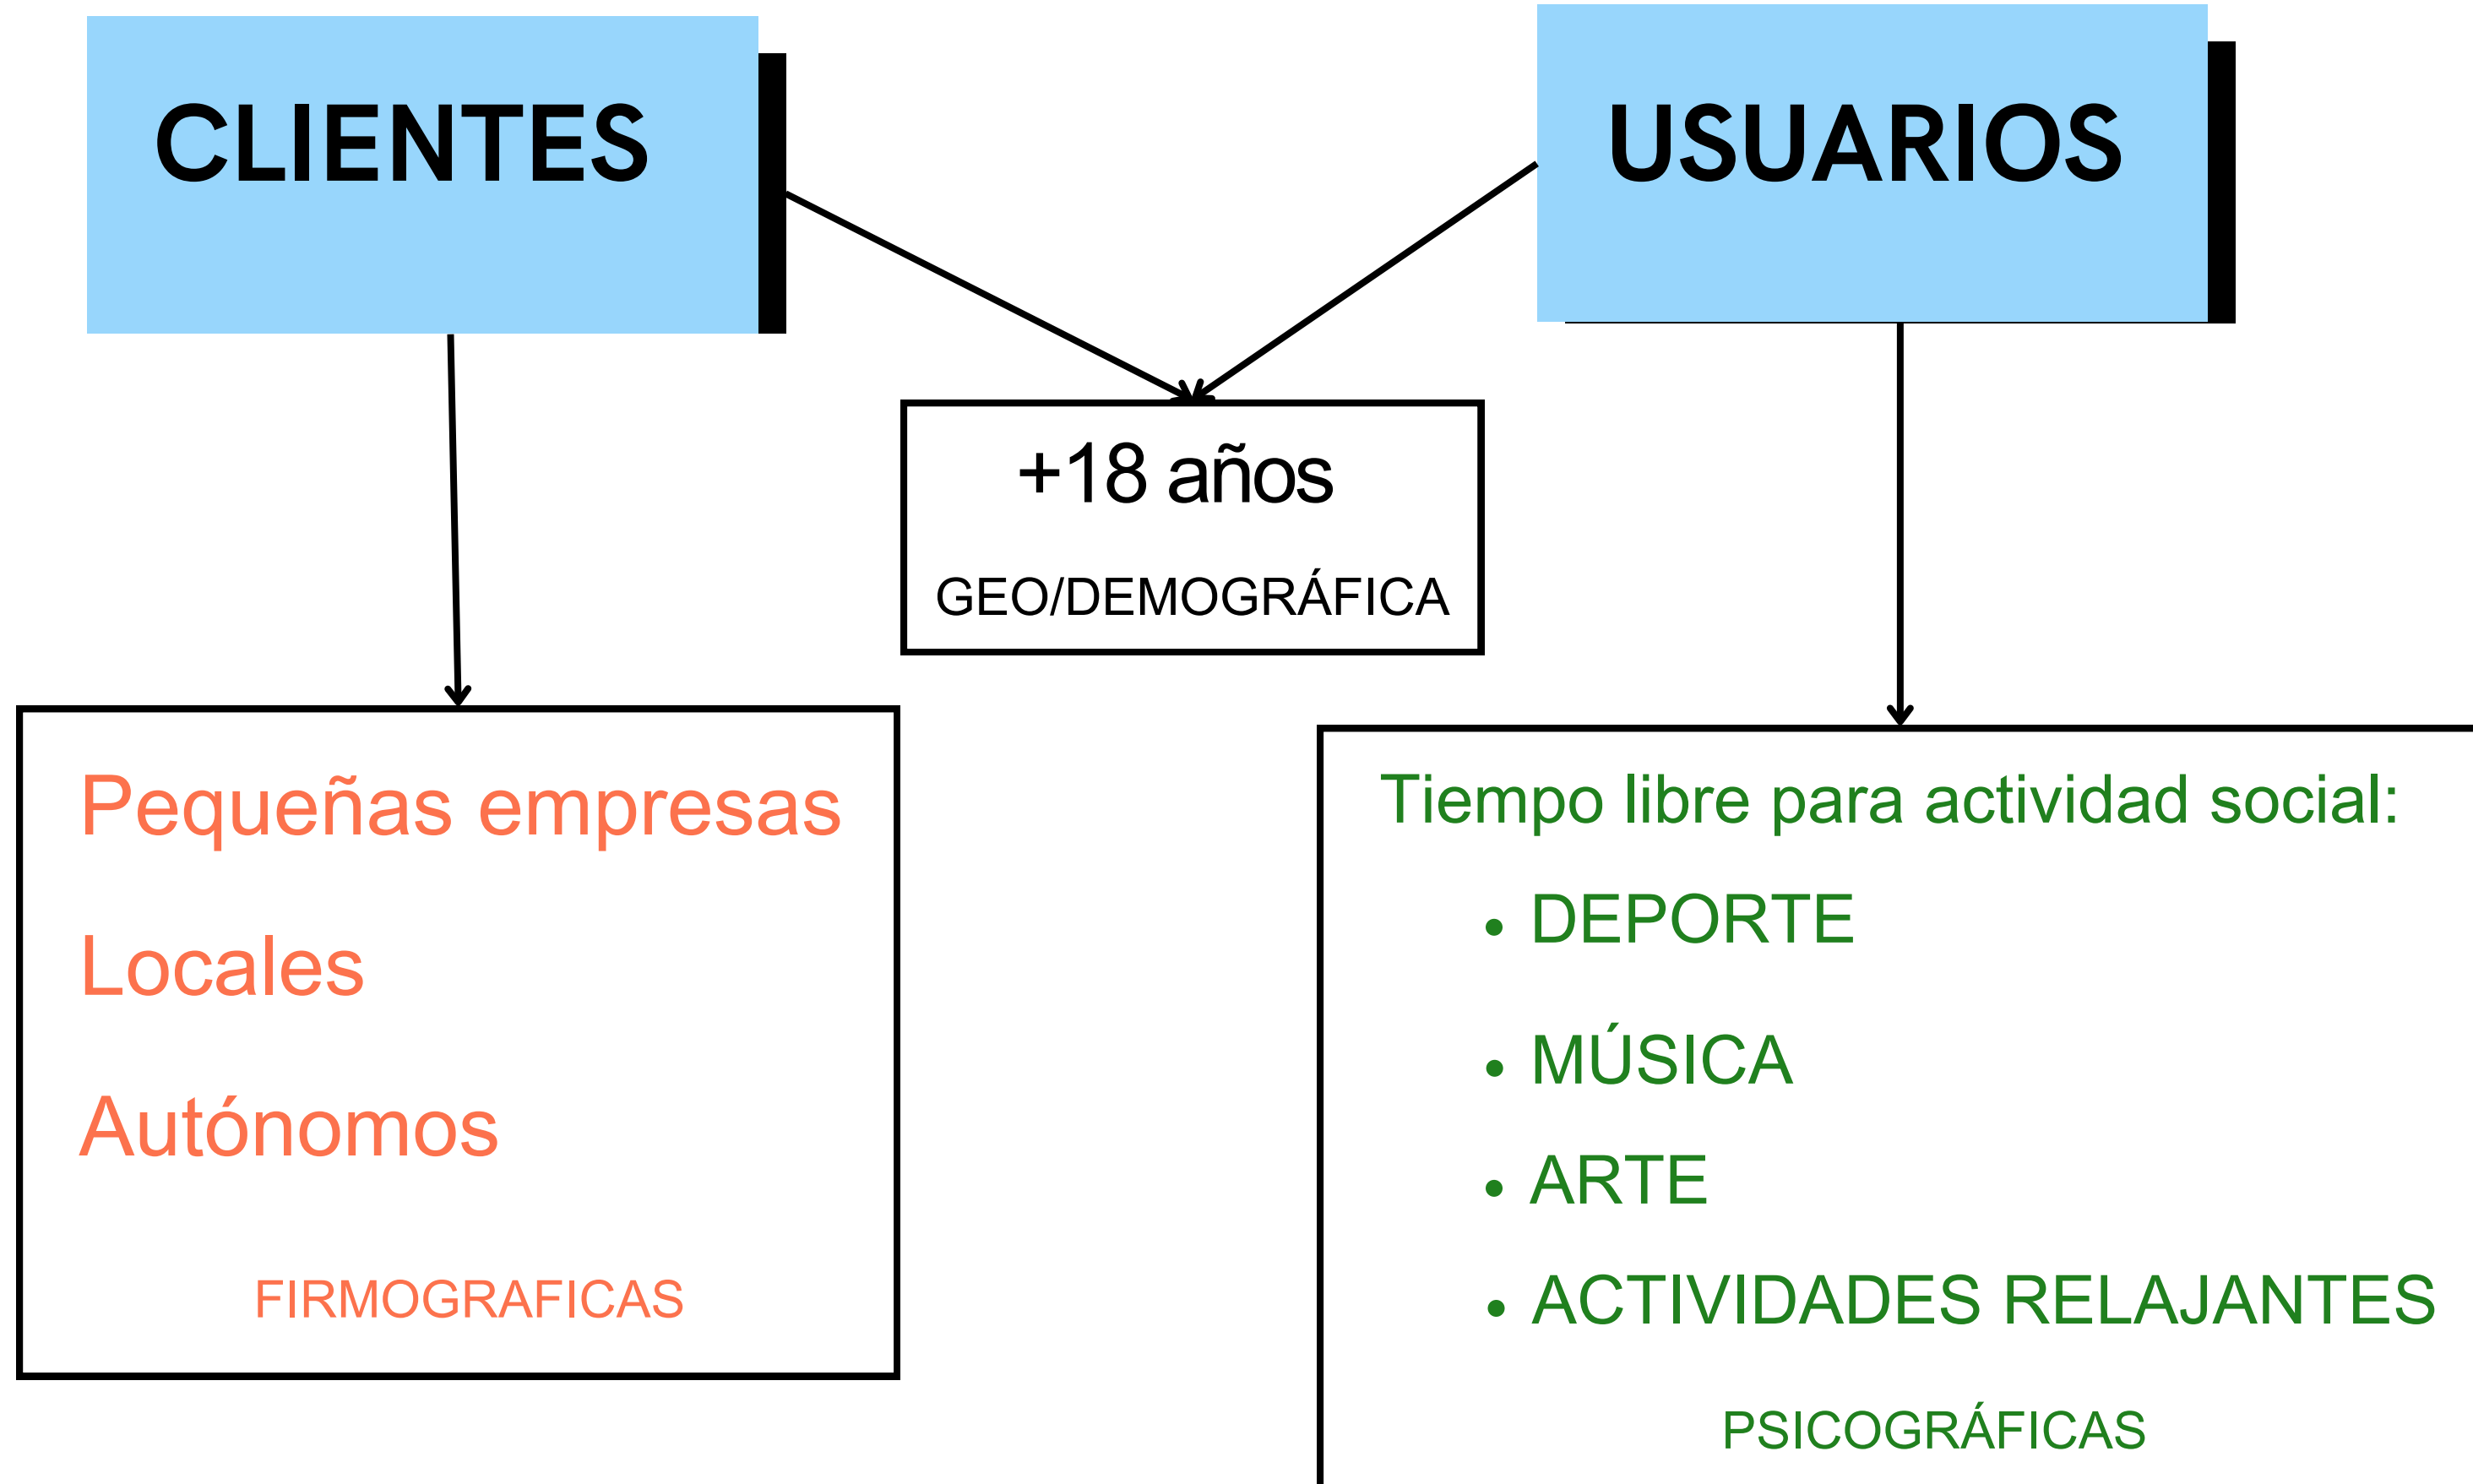 CLIENTES
USUARIOS
+18 años
GEO/DEMOGRÁFICA
Pequeñas empresas
Locales
Autónomos
FIRMOGRAFICAS
Tiempo libre para actividad social:
• DEPORTE
• MÚSICA
• ARTE
• ACTIVIDADES RELAJANTES
PSICOGRÁFICAS